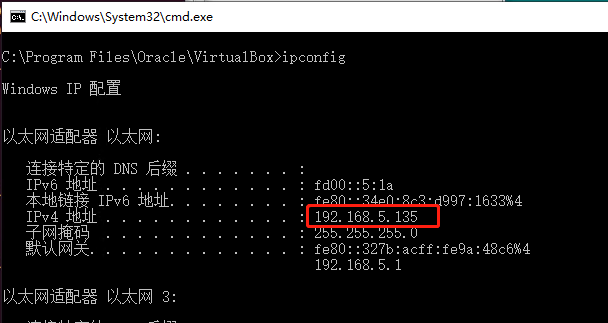 C:\Windows\System32\cmd.exe
C:\Program Files\Oracle\VirtualBox>ipconfig
Windows IP 配置
以太网适配器 以太网:
连接特定的 DNS 后缀 . . . . . . . :
IPv6 地址 . . . . . . . . . . . . : fd00::5:1a
本地链接 IPv6 地址. . . . . . . . : fe80::34e0:8c3:d997:1633%4
IPv4 地址 . . . . . . . . . . . . : 192.168.5.135
子网掩码 . . . . . . . . . . . . : 255.255.255.0
默认网关. . . . . . . . . . . . . : fe80::327b:acff:fe9a:48c6%4
192.168.5.1
以太网适配器 以太网 3: